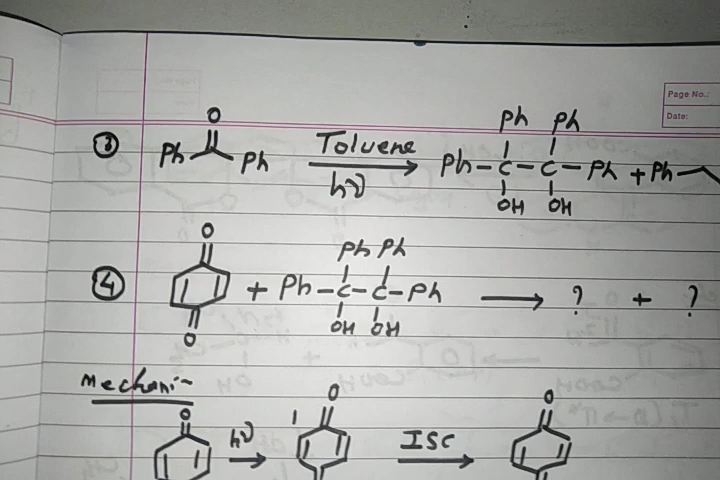 Page No.:
Date:
O
Ph Ph
③ Ph Ph Toluene hν Ph-C-C-Ph + Ph
OH OH
O
Ph Ph
④ + Ph-C-C-Ph ? + ?
OH OH
O
Mechani
O O O
hν 1 ISC